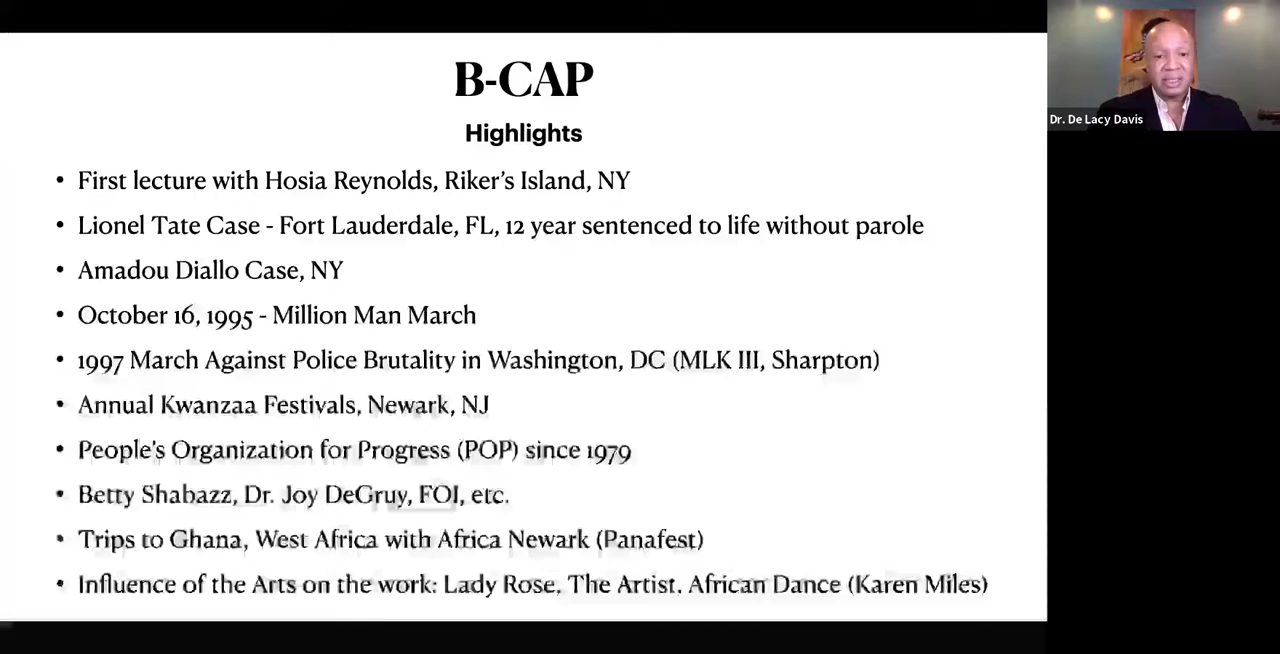 B-CAP
Highlights
• First lecture with Hosia Reynolds, Riker's Island, NY
• Lionel Tate Case - Fort Lauderdale, FL, 12 year sentenced to life without parole
• Amadou Diallo Case, NY
• October 16, 1995 - Million Man March
• 1997 March Against Police Brutality in Washington, DC (MLK III, Sharpton)
• Annual Kwanzaa Festivals, Newark, NJ
• People's Organization for Progress (POP) since 1979
• Betty Shabazz, Dr. Joy DeGruy, FOI, etc.
• Trips to Ghana, West Africa with Africa Newark (Panafest)
• Influence of the Arts on the work: Lady Rose, The Artist, African Dance (Karen Miles)
Dr. De Lacy Davis